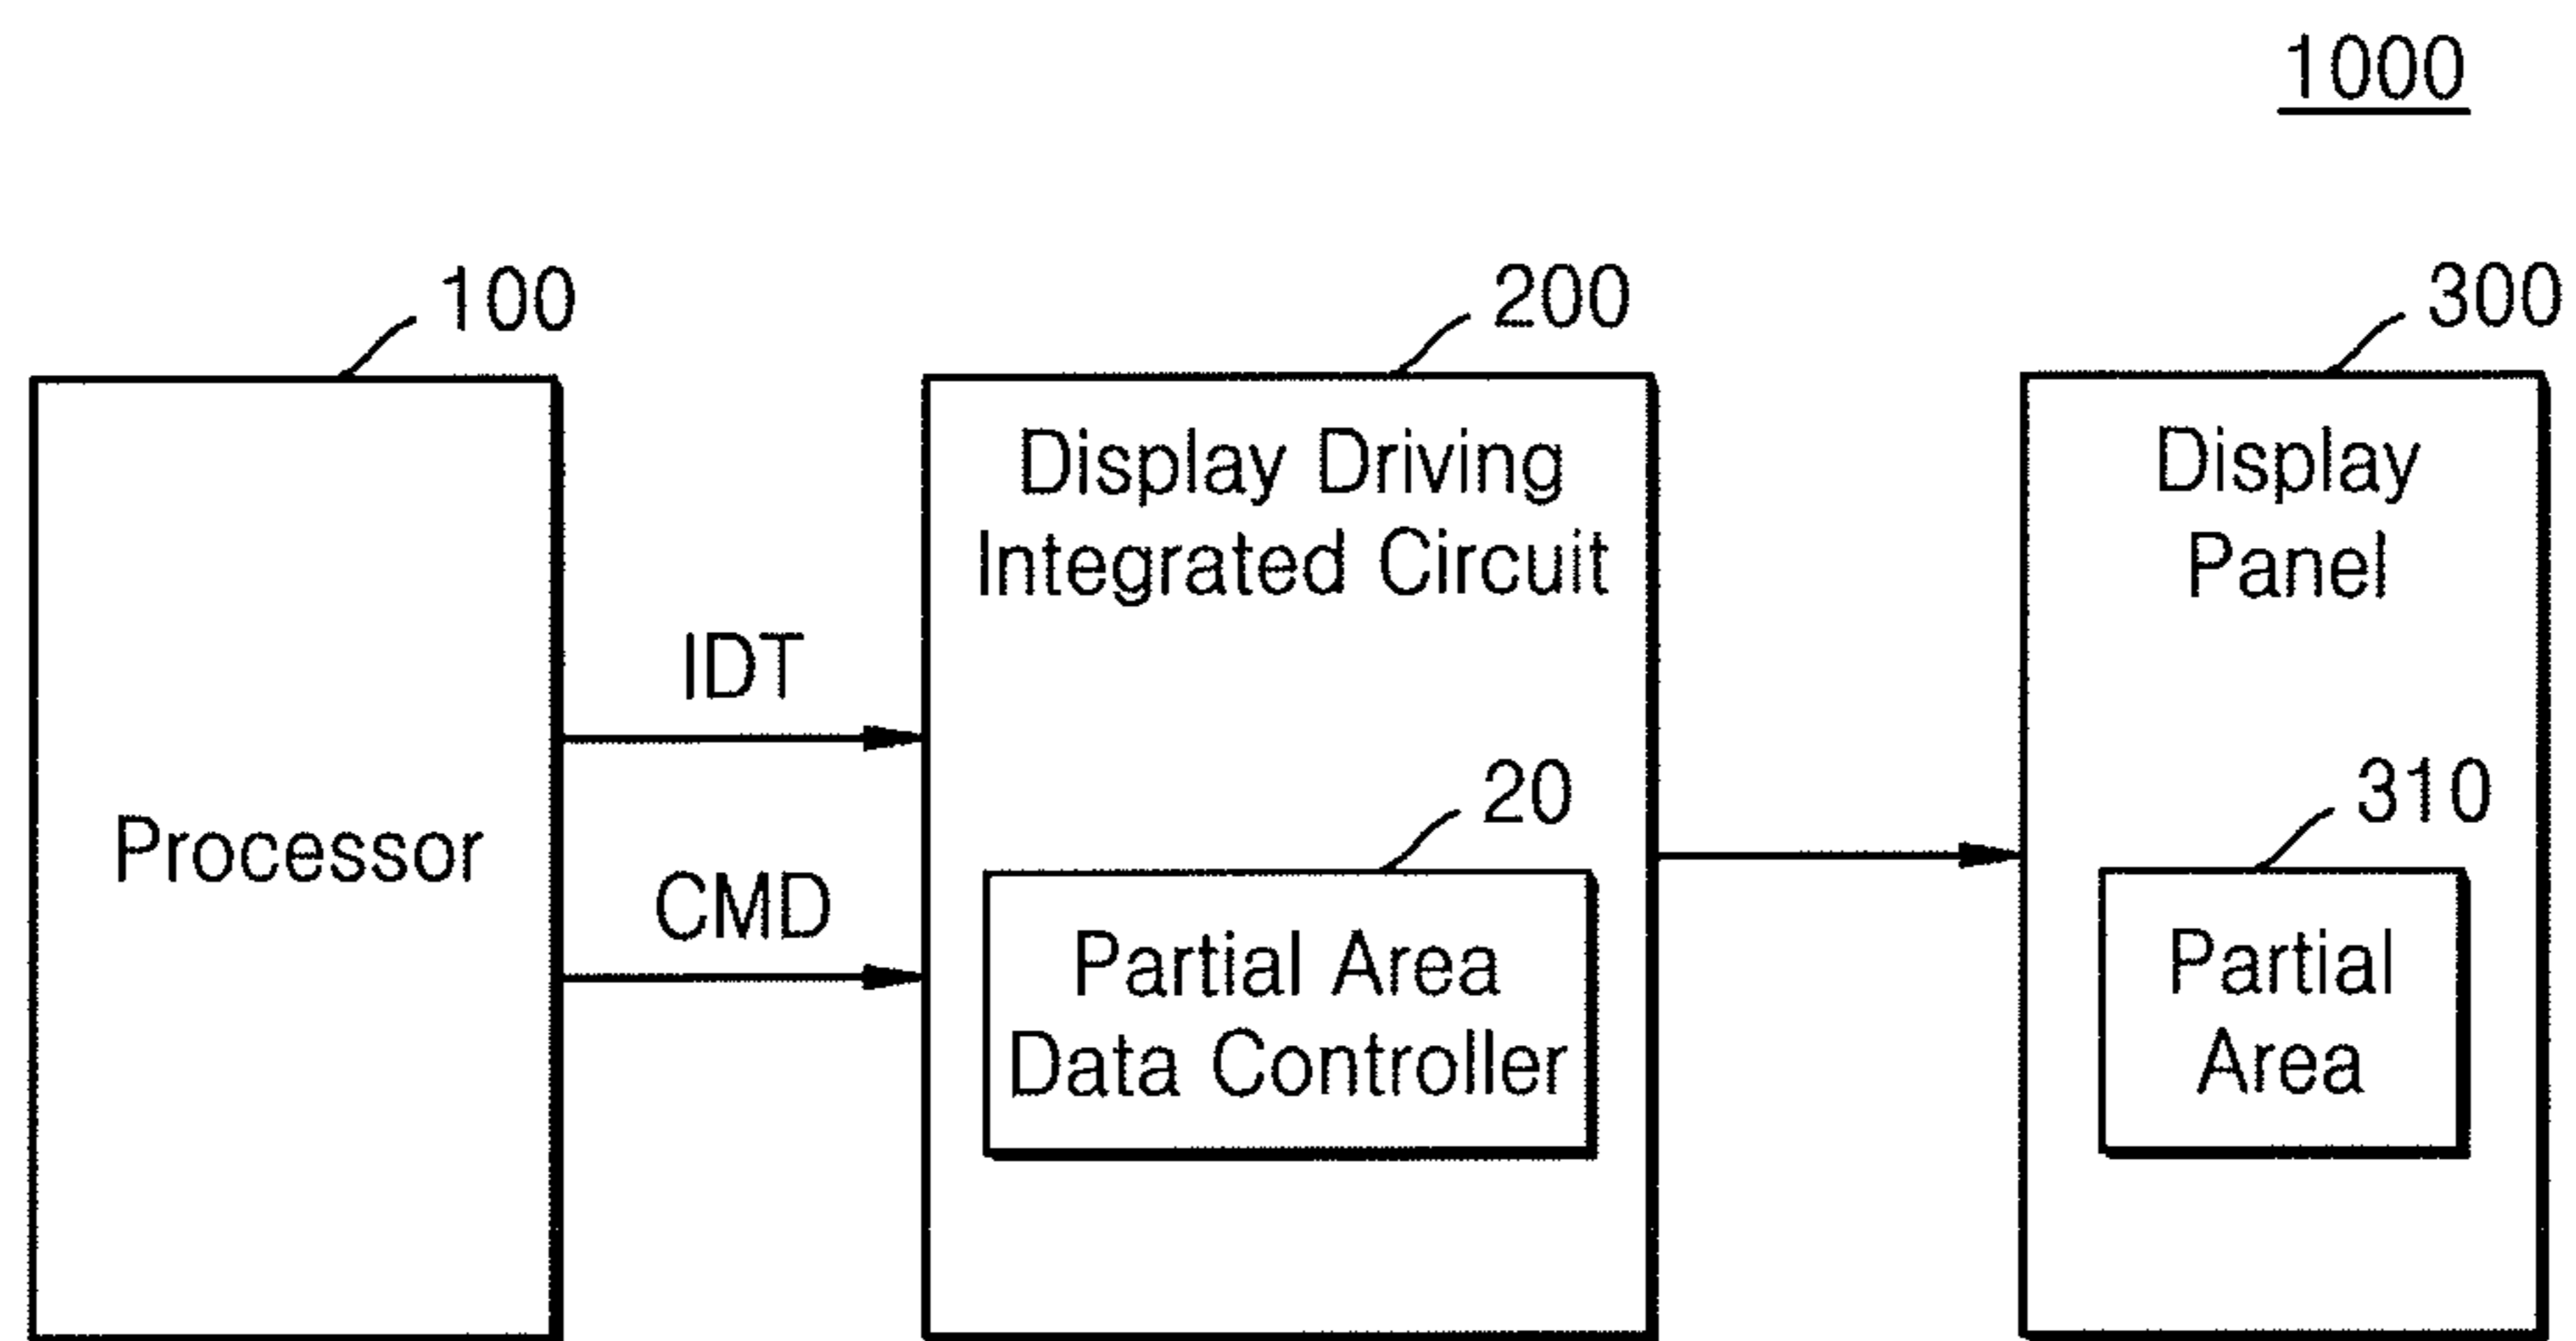 1000
100
200
300
Display Driving
Integrated Circuit
Display
Panel
IDT
20
310
Processor
CMD
Partial Area
Data Controller
Partial
Area